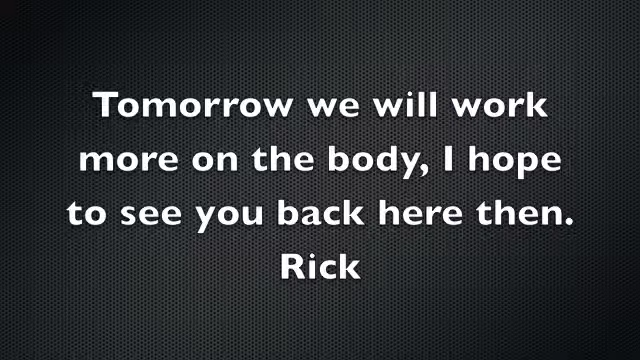 Tomorrow we will work
more on the body, I hope
to see you back here then.
Rick